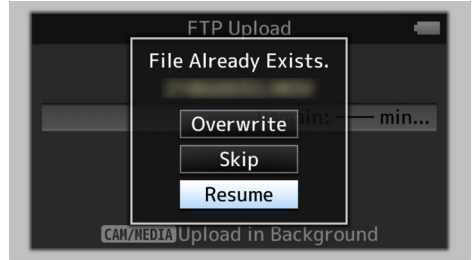 FTP Upload
File Already Exists.
min...
Overwrite
Skip
Resume
CAM/MEDIA Upload in Background